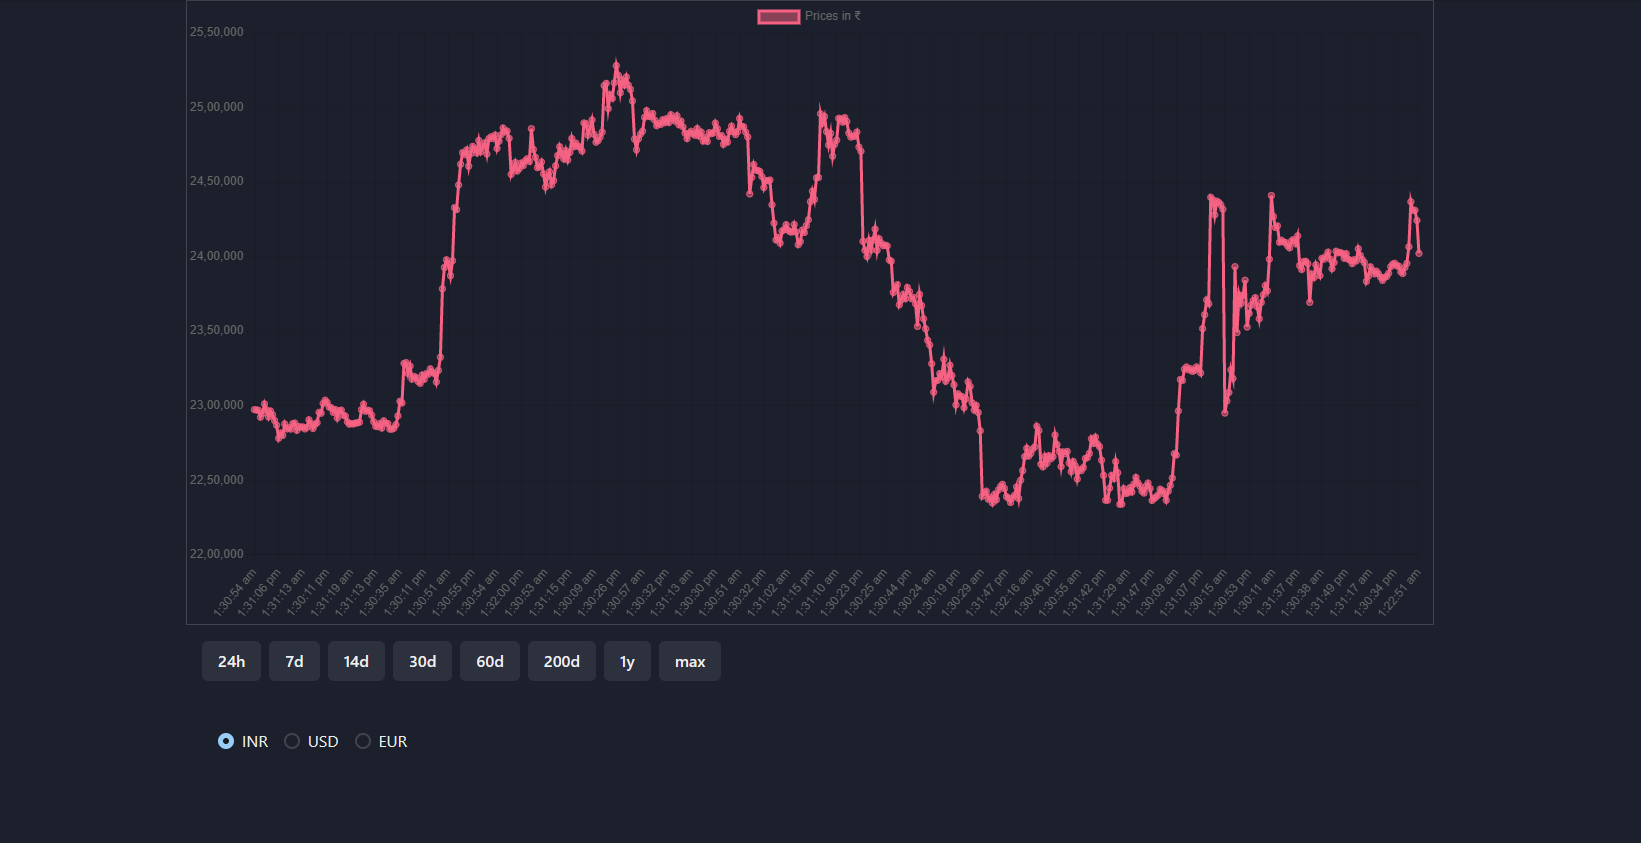 Prices in ₹
25,50,000
25,00,000
24,50,000
24,00,000
23,50,000
23,00,000
22,50,000
22,00,000
1:30:54 am
1:31:06 pm
1:31:13 am
1:30:11 pm
1:31:19 am
1:31:13 pm
1:30:35 am
1:30:11 pm
1:30:51 am
1:30:55 pm
1:30:54 am
1:32:00 pm
1:30:53 am
1:31:15 pm
1:30:09 am
1:30:26 pm
1:30:57 am
1:30:32 pm
1:31:13 am
1:30:30 pm
1:30:51 am
1:30:32 pm
1:31:02 am
1:31:15 pm
1:31:10 am
1:30:23 pm
1:30:25 am
1:30:44 pm
1:30:24 am
1:30:19 pm
1:30:29 am
1:31:47 pm
1:32:16 am
1:30:46 pm
1:30:55 am
1:31:42 pm
1:31:29 am
1:31:47 pm
1:30:09 am
1:31:07 pm
1:30:15 am
1:30:53 pm
1:30:11 am
1:31:37 pm
1:30:38 am
1:31:49 pm
1:31:17 am
1:30:34 pm
1:22:51 am
24h 7d 14d 30d 60d 200d 1y max
INR USD EUR